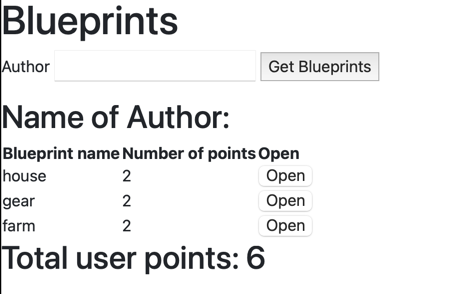 Blueprints
Author Get Blueprints
Name of Author:
Blueprint name Number of points Open
house 2 Open
gear 2 Open
farm 2 Open
Total user points: 6